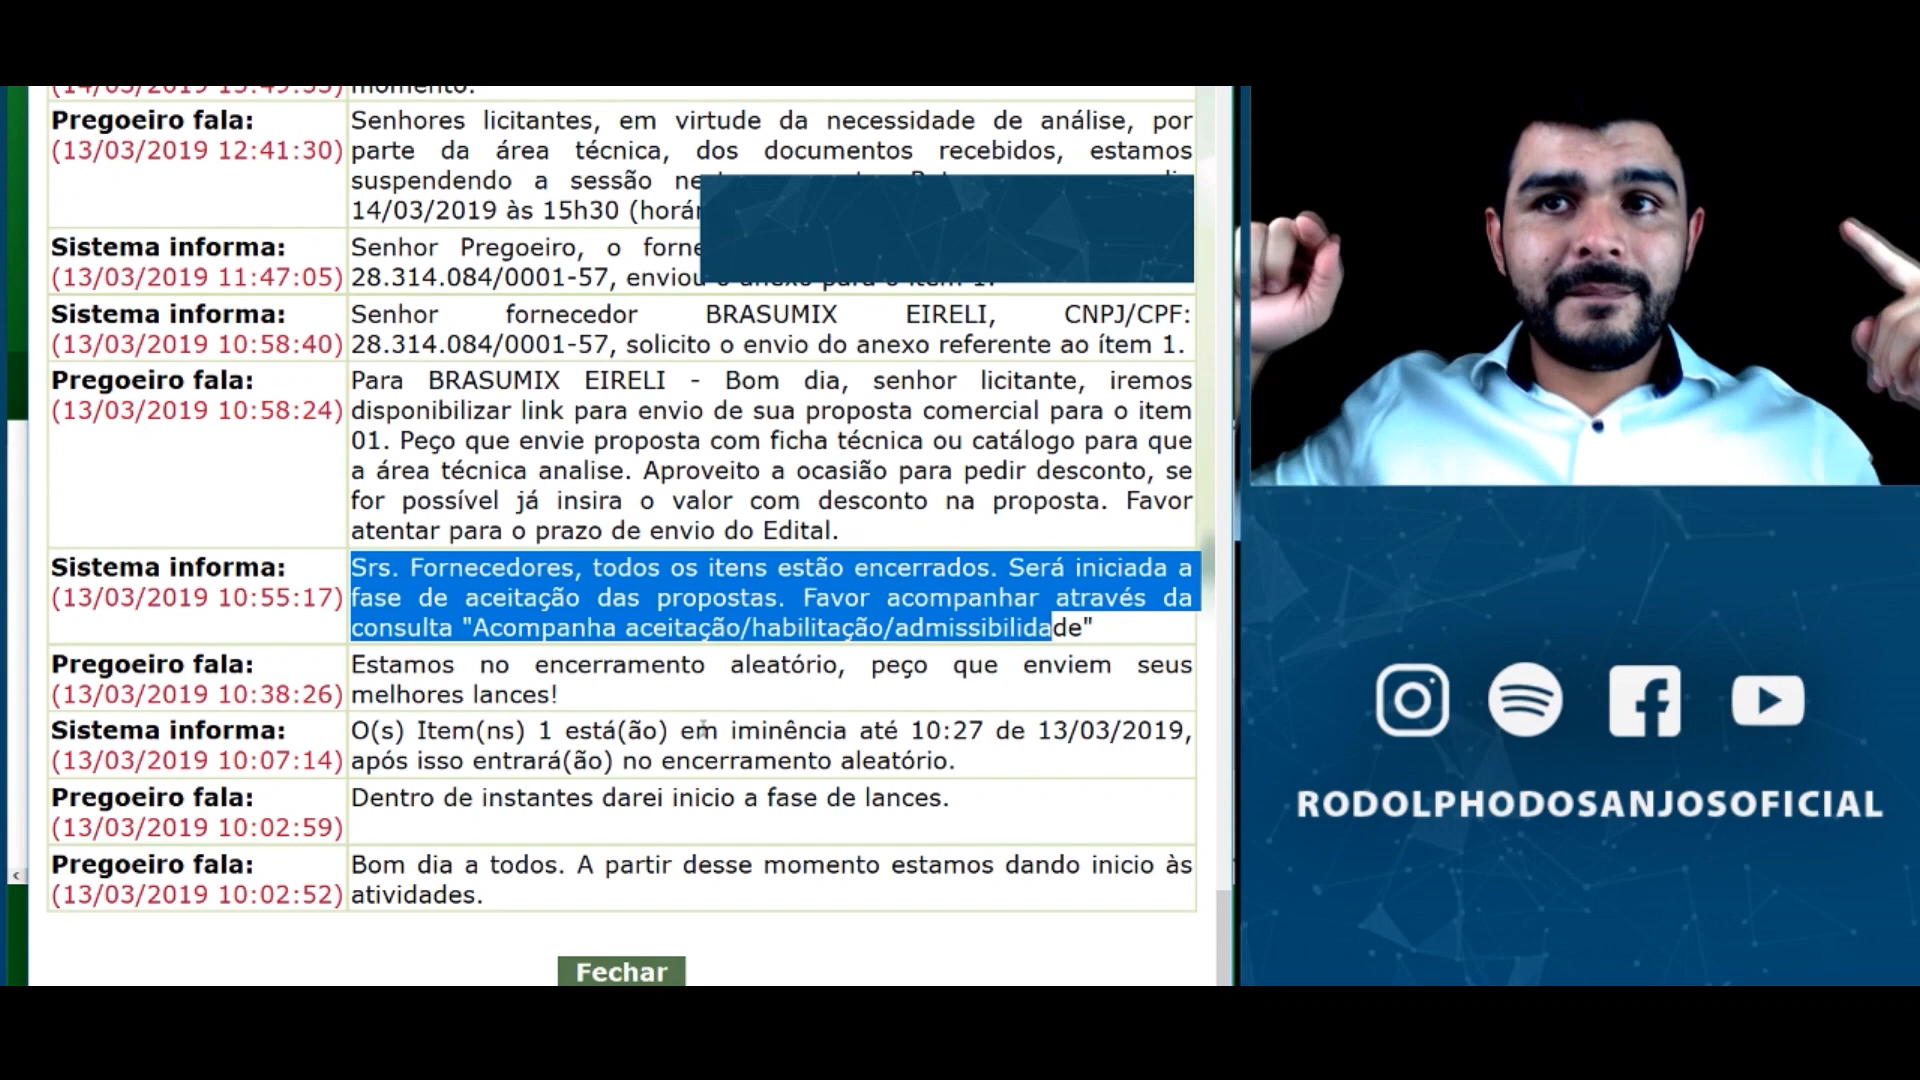 (14/03/2019 15:49:33) momento.
Pregoeiro fala:
(13/03/2019 12:41:30)
Senhores licitantes, em virtude da necessidade de análise, por
parte da área técnica, dos documentos recebidos, estamos
suspendendo a sessão
14/03/2019 às 15h30
Sistema informa:
(13/03/2019 11:47:05)
Senhor Pregoeiro, o
28.314.084/0001-57, enviou o anexo para o ítem 1.
Sistema informa:
(13/03/2019 10:58:40)
Senhor fornecedor BRASUMIX EIRELI, CNPJ/CPF:
28.314.084/0001-57, solicito o envio do anexo referente ao ítem 1.
Pregoeiro fala:
(13/03/2019 10:58:24)
Para BRASUMIX EIRELI - Bom dia, senhor licitante, iremos
disponibilizar link para envio de sua proposta comercial para o item
01. Peço que envie proposta com ficha técnica ou catálogo para que
a área técnica analise. Aproveito a ocasião para pedir desconto, se
for possível já insira o valor com desconto na proposta. Favor
atentar para o prazo de envio do Edital.
Sistema informa:
(13/03/2019 10:55:17)
Srs. Fornecedores, todos os itens estão encerrados. Será iniciada a
fase de aceitação das propostas. Favor acompanhar através da
consulta "Acompanha aceitação/habilitação/admissibilidade"
Pregoeiro fala:
(13/03/2019 10:38:26)
Estamos no encerramento aleatório, peço que enviem seus
melhores lances!
Sistema informa:
(13/03/2019 10:07:14)
O(s) Item(ns) 1 está(ão) em iminência até 10:27 de 13/03/2019,
após isso entrará(ão) no encerramento aleatório.
Pregoeiro fala:
(13/03/2019 10:02:59)
Dentro de instantes darei inicio a fase de lances.
Pregoeiro fala:
(13/03/2019 10:02:52)
Bom dia a todos. A partir desse momento estamos dando inicio às
atividades.
Fechar
RODOLPHODOSANJOSOFICIAL